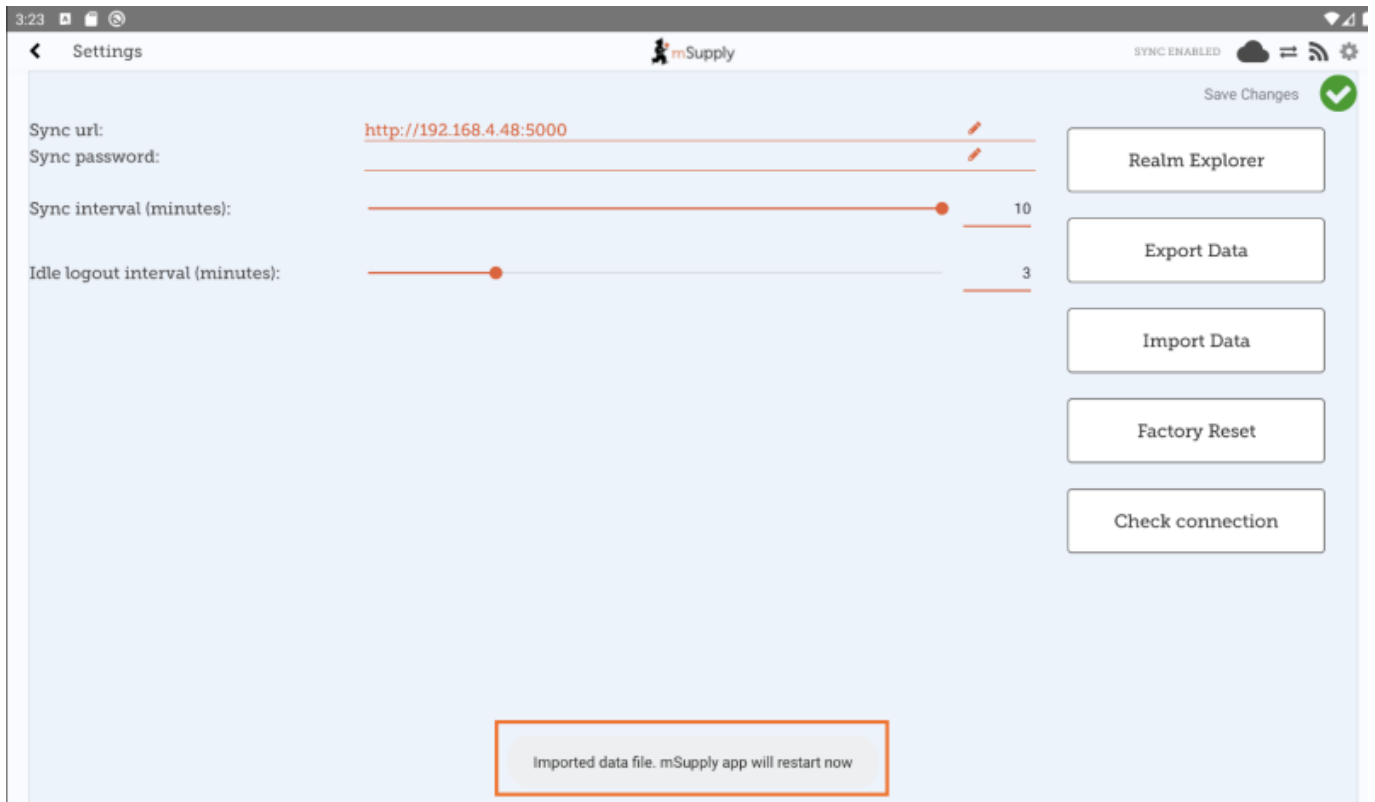 3:23
Settings
mSupply
SYNC ENABLED
Save Changes
Sync url:
http://192.168.4.48:5000
Sync password:
Sync interval (minutes):
10
Idle logout interval (minutes):
3
Realm Explorer
Export Data
Import Data
Factory Reset
Check connection
Imported data file. mSupply app will restart now